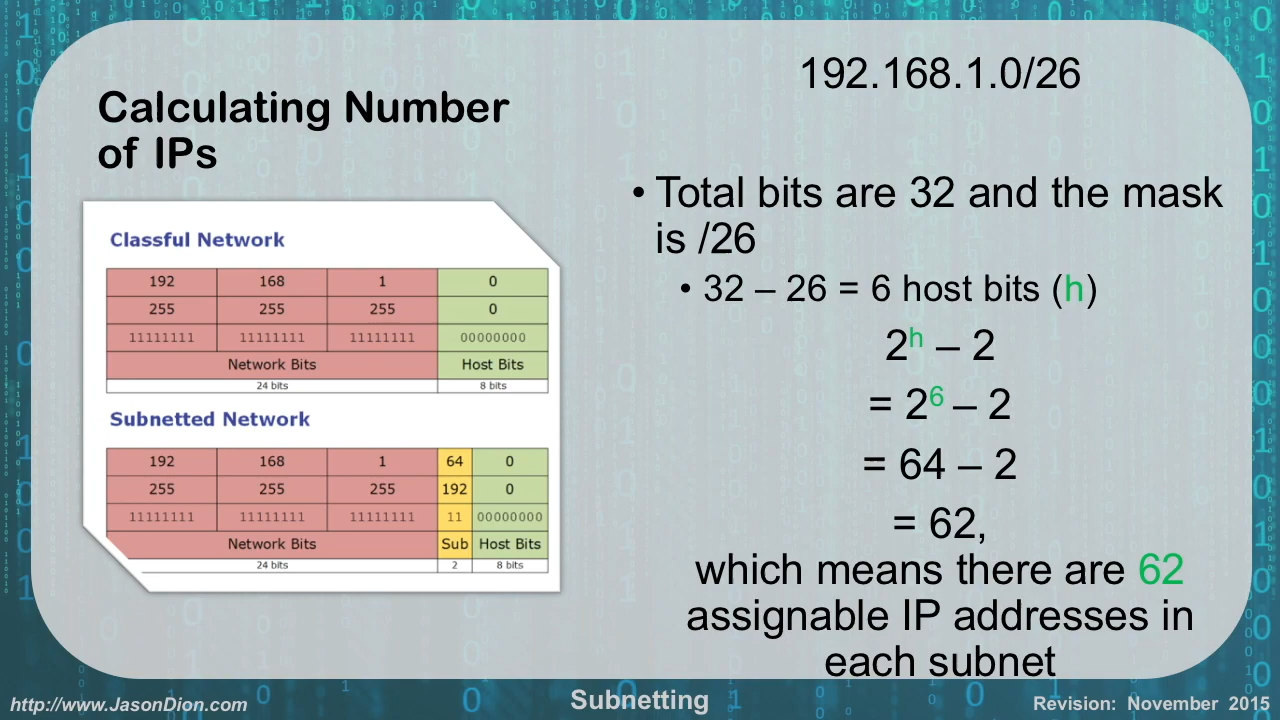 Calculating Number
of IPs
Classful Network
192 168 1 0
255 255 255 0
11111111 11111111 11111111 00000000
Network Bits Host Bits
24 bits 8 bits
Subnetted Network
192 168 1 64 0
255 255 255 192 0
11111111 11111111 11111111 11 00000000
Network Bits Sub Host Bits
24 bits 2 8 bits
192.168.1.0/26
• Total bits are 32 and the mask
is /26
• 32 – 26 = 6 host bits (h)
2^h – 2
= 2^6 – 2
= 64 – 2
= 62,
which means there are 62
assignable IP addresses in
each subnet
http://www.JasonDion.com
Subnetting
Revision: November 2015